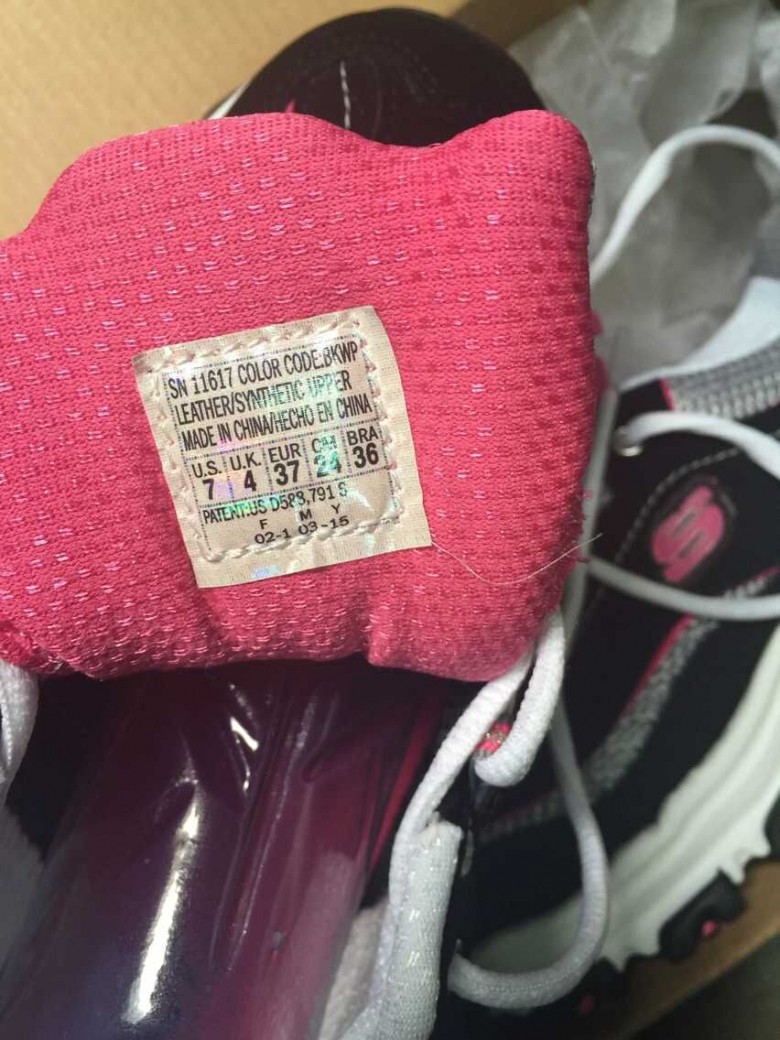 SN 11617 COLOR CODE:BKWP
LEATHER/SYNTHETIC UPPER
MADE IN CHINA/HECHO EN CHINA
U.S. U.K. EUR CM BRA
7 4 37 24 36
PATENT:US D583,791 S
F M Y
02-1 03-15
S